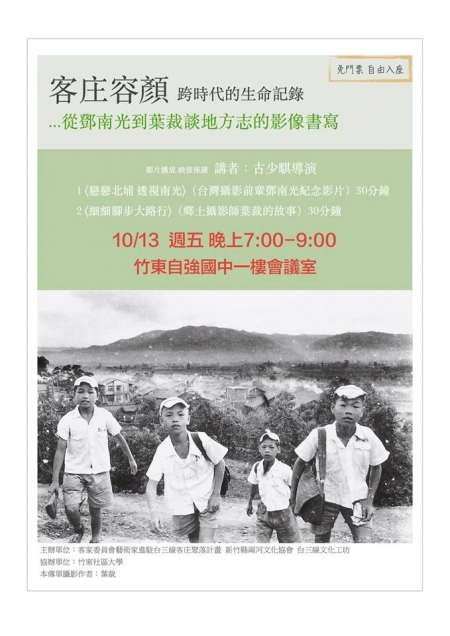 免門票 自由入座
客庄容顏 跨時代的生命記錄
...從鄧南光到葉裁談地方志的影像書寫
影片播放.映後座談 講者：古少騏導演
1〈戀戀北埔 透視南光〉（台灣攝影前輩鄧南光紀念影片）30分鐘
2〈細細腳步大路行〉（鄉土攝影師葉裁的故事）30分鐘
10/13 週五 晚上7:00-9:00
竹東自強國中一樓會議室
主辦單位：客家委員會藝術家進駐台三線客庄聚落計畫 新竹縣兩河文化協會 台三線文化工坊
協辦單位：竹東社區大學
本傳單攝影作者：葉裁